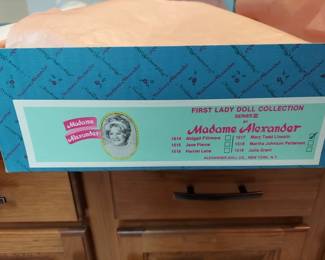 FIRST LADY DOLL COLLECTION
SERIES III
BY
Madame Alexander
Madame
Alexander
1514 Abigail Fillmore
1517 Mary Todd Lincoln
1515 Jane Pierce
1518 Martha Johnson Patterson
1516 Harriet Lane
1519 Julia Grant
ALEXANDER DOLL CO., NEW YORK, N.Y.